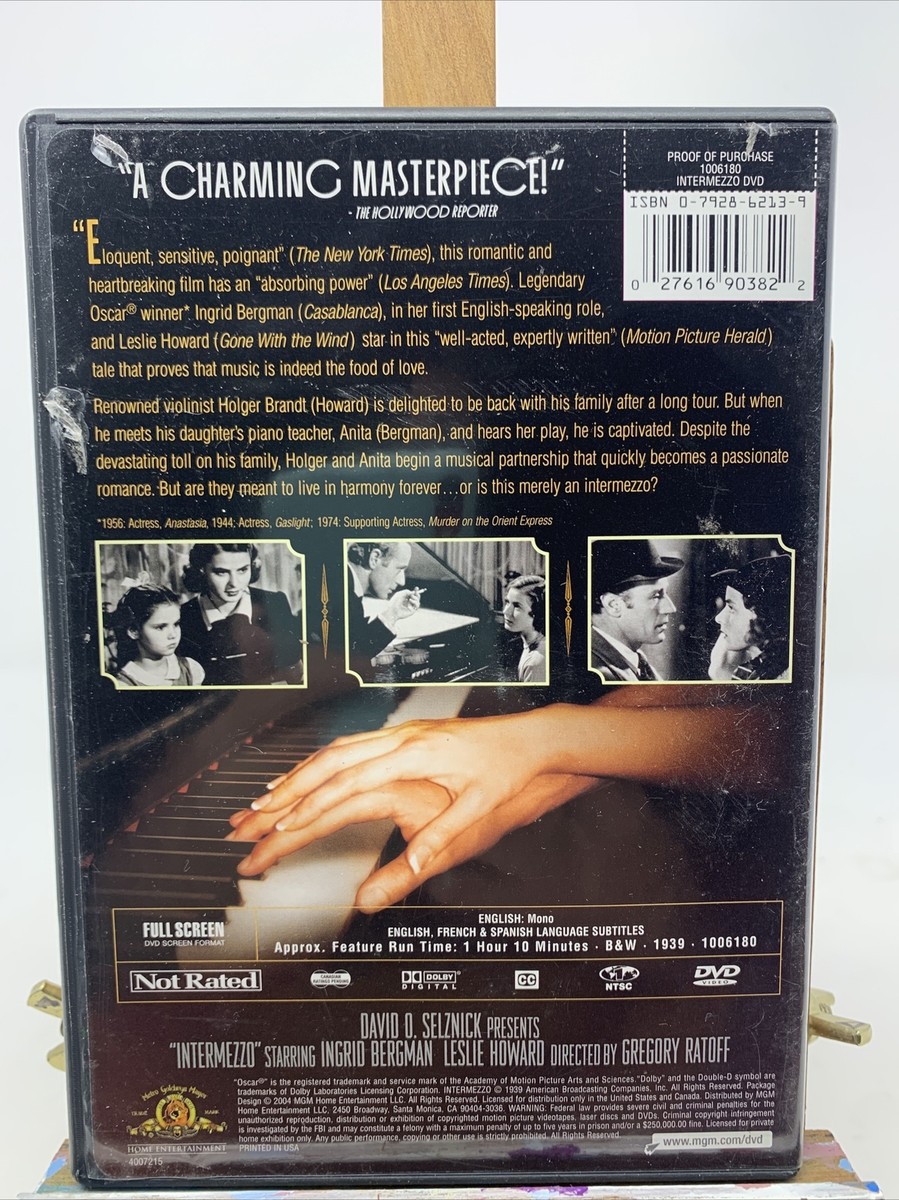 "A CHARMING MASTERPIECE!"
- THE HOLLYWOOD REPORTER
PROOF OF PURCHASE
1006180
INTERMEZZO DVD
ISBN 0-7928-6213-9
0 27616 90382 2
"Eloquent, sensitive, poignant" (The New York Times), this romantic and
heartbreaking film has an "absorbing power" (Los Angeles Times). Legendary
Oscar® winner* Ingrid Bergman (Casablanca), in her first English-speaking role,
and Leslie Howard (Gone With the Wind) star in this "well-acted, expertly written" (Motion Picture Herald)
tale that proves that music is indeed the food of love.
Renowned violinist Holger Brandt (Howard) is delighted to be back with his family after a long tour. But when
he meets his daughter's piano teacher, Anita (Bergman), and hears her play, he is captivated. Despite the
devastating toll on his family, Holger and Anita begin a musical partnership that quickly becomes a passionate
romance. But are they meant to live in harmony forever...or is this merely an intermezzo?
*1956: Actress, Anastasia, 1944: Actress, Gaslight; 1974: Supporting Actress, Murder on the Orient Express
FULL SCREEN
DVD SCREEN FORMAT
ENGLISH: Mono
ENGLISH, FRENCH & SPANISH LANGUAGE SUBTITLES
Approx. Feature Run Time: 1 Hour 10 Minutes · B&W · 1939 · 1006180
Not Rated
CANADIAN
RATINGS PENDING
DOLBY
DIGITAL
CC
NTSC
DVD
VIDEO
DAVID O. SELZNICK PRESENTS
"INTERMEZZO" STARRING INGRID BERGMAN LESLIE HOWARD DIRECTED BY GREGORY RATOFF
"Oscar®" is the registered trademark and service mark of the Academy of Motion Picture Arts and Sciences. "Dolby" and the Double-D symbol are
trademarks of Dolby Laboratories Licensing Corporation. INTERMEZZO © 1939 American Broadcasting Companies, Inc. All Rights Reserved. Package
Design © 2004 MGM Home Entertainment LLC. All Rights Reserved. Licensed for distribution only in the United States and Canada. Distributed by MGM
Home Entertainment LLC. 2450 Broadway, Santa Monica, CA 90404-3036. WARNING: Federal law provides severe civil and criminal penalties for the
unauthorized reproduction, distribution or exhibition of copyrighted motion picture videotapes, laser discs and DVDs. Criminal copyright infringement
is investigated by the FBI and may constitute a felony with a maximum penalty of up to five years in prison and/or a $250,000.00 fine. Licensed for private
home exhibition only. Any public performance, copying or other use is strictly prohibited. All Rights Reserved.
PRINTED IN USA
www.mgm.com/dvd
Metro Goldwyn Mayer
TRADE MARK
HOME ENTERTAINMENT
4007215